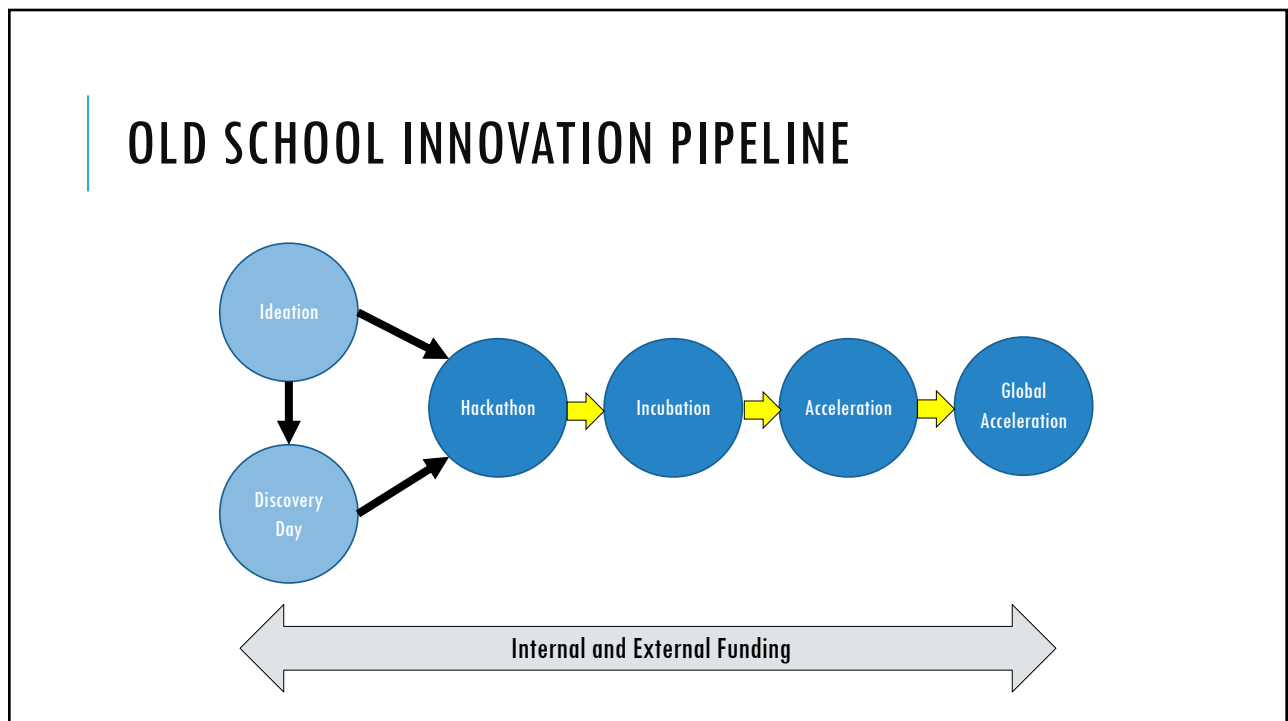 OLD SCHOOL INNOVATION PIPELINE
Ideation
Discovery
Day
Hackathon
Incubation
Acceleration
Global
Acceleration
Internal and External Funding